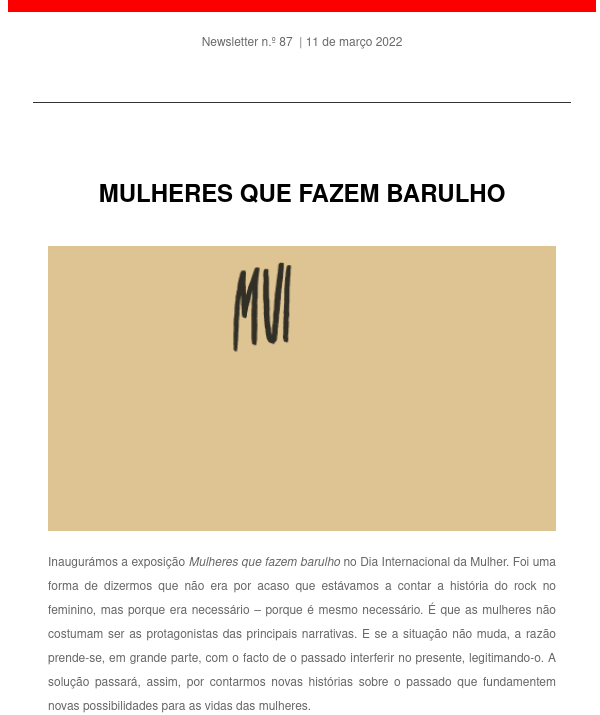 Newsletter n.º 87 | 11 de março 2022
MULHERES QUE FAZEM BARULHO
MUI
Inaugurámos a exposição Mulheres que fazem barulho no Dia Internacional da Mulher. Foi uma
forma de dizermos que não era por acaso que estávamos a contar a história do rock no
feminino, mas porque era necessário – porque é mesmo necessário. É que as mulheres não
costumam ser as protagonistas das principais narrativas. E se a situação não muda, a razão
prende-se, em grande parte, com o facto de o passado interferir no presente, legitimando-o. A
solução passará, assim, por contarmos novas histórias sobre o passado que fundamentem
novas possibilidades para as vidas das mulheres.